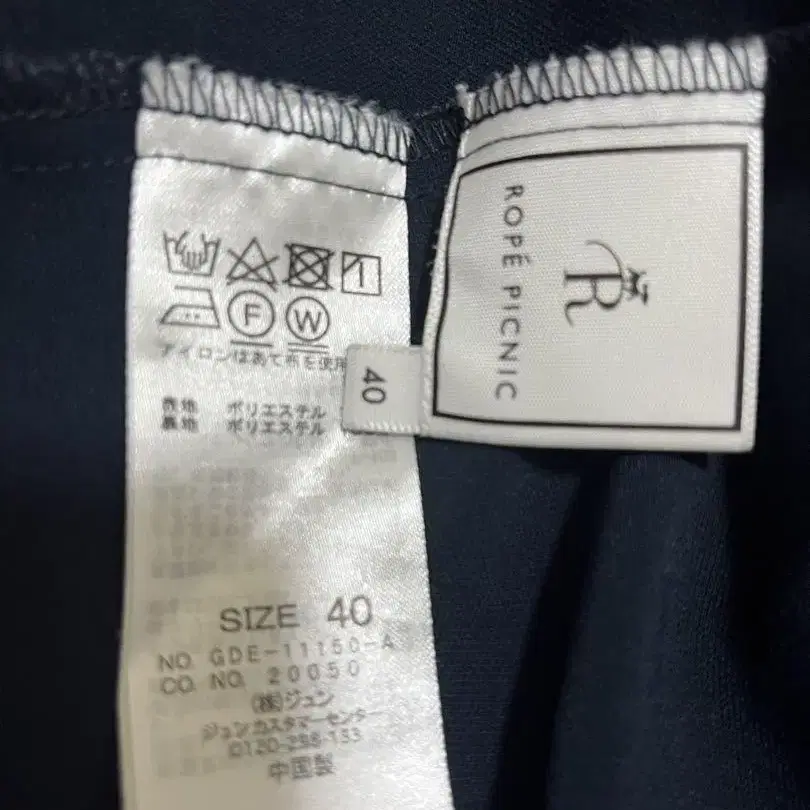 F W
アイロンはあて布を使用
表地 ポリエステル
裏地 ポリエステル
SIZE 40
NO. GDE-11150-A
CO. NO. 20050
(株)ジュン
ジュンカスタマーセンター
0120-298-133
中国製
40
ROPÉ PICNIC
R